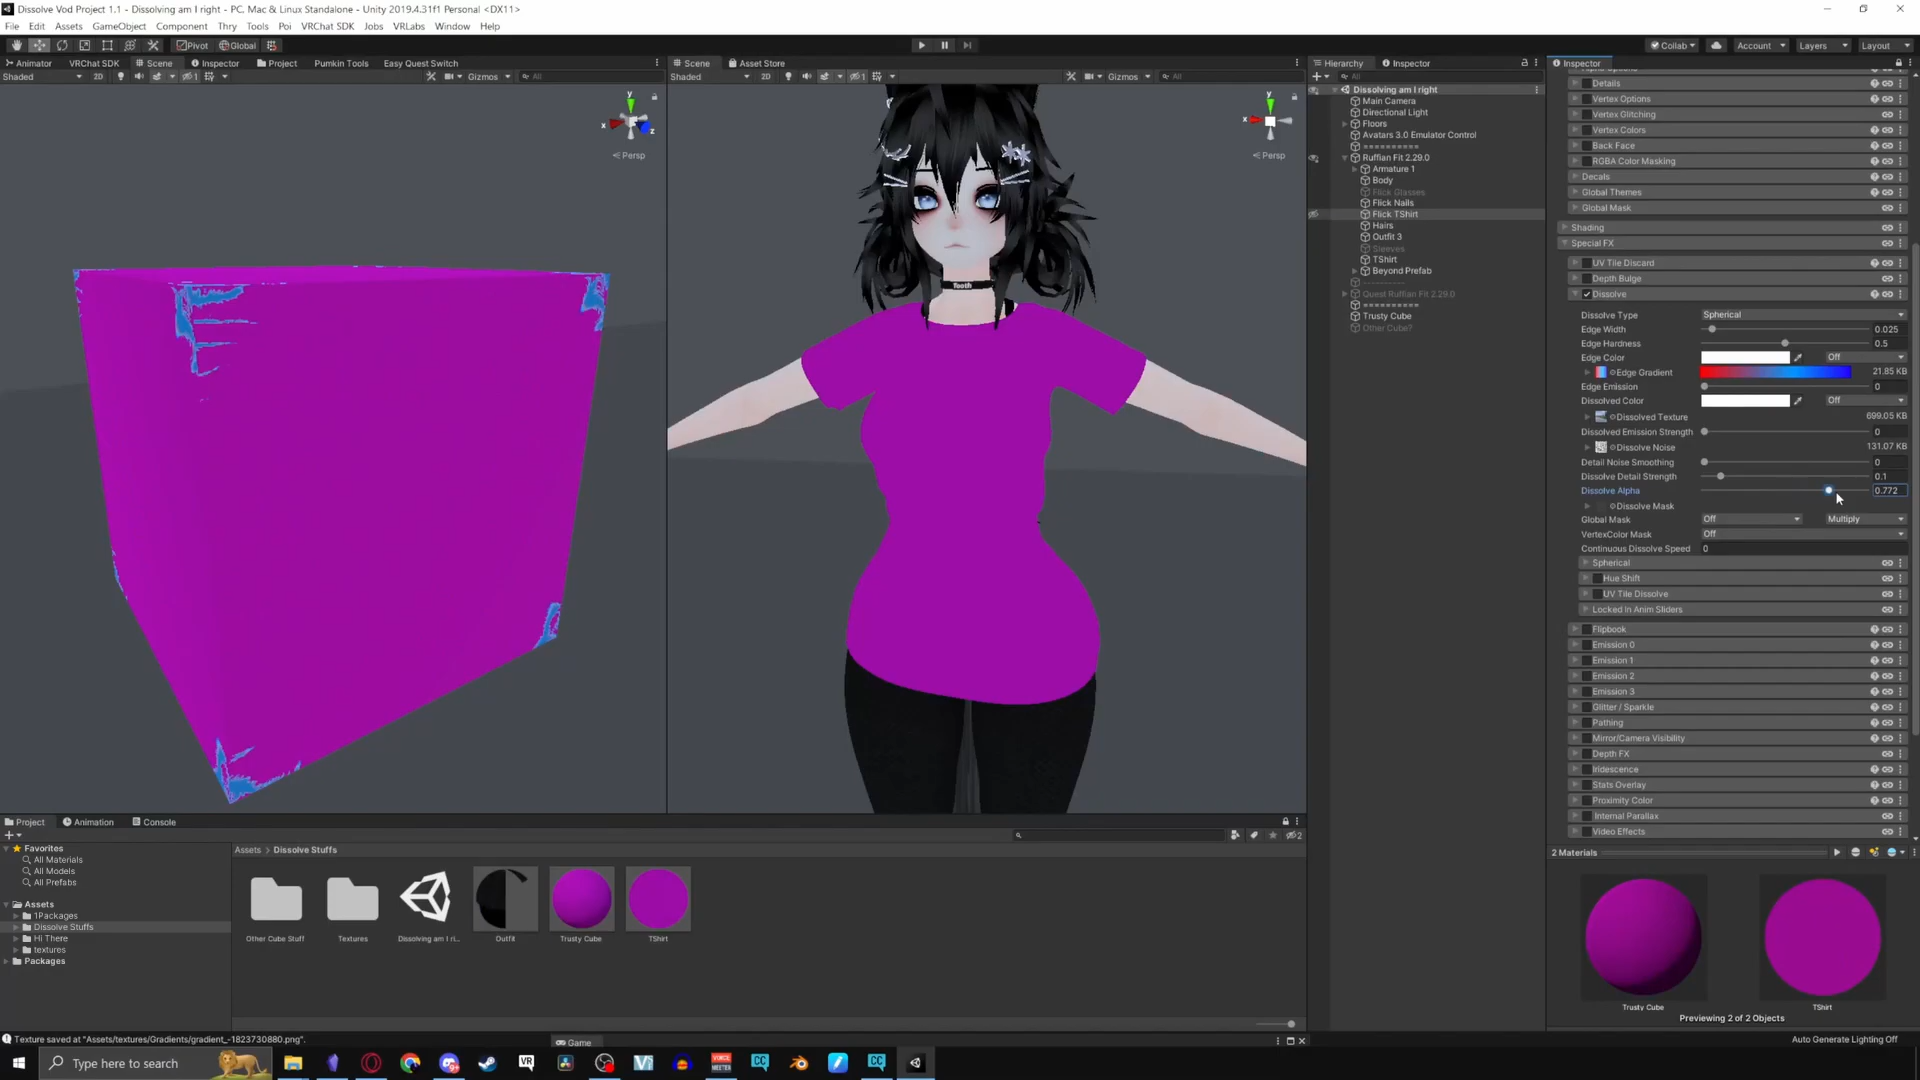 Dissolve Vod Project 1.1 - Dissolving am I right - PC, Mac & Linux Standalone - Unity 2019.4.31f1 Personal <DX11>
File Edit Assets GameObject Component Thry Tools Poi VRChat SDK Jobs VRLabs Window Help
Pivot Global Collab Account Layers Layout
Animator VRChat SDK Scene Inspector Project Pumkin Tools Easy Quest Switch
Shaded 2D Gizmos All
Persp
Scene Asset Store
Shaded 2D Gizmos All
Persp
Tooth
Hierarchy Inspector
All
Dissolving am I right
Main Camera
Directional Light
Floors
Avatars 3.0 Emulator Control
==========
Ruffian Fit 2.29.0
Armature 1
Body
Flick Glasses
Flick Nails
Flick TShirt
Hairs
Outfit 3
Sleeves
TShirt
Beyond Prefab
----------
Quest Ruffian Fit 2.29.0
==========
Trusty Cube
Other Cube?
Inspector
Details
Vertex Options
Vertex Glitching
Vertex Colors
Back Face
RGBA Color Masking
Decals
Global Themes
Global Mask
Shading
Special FX
UV Tile Discard
Depth Bulge
Dissolve
Dissolve Type Spherical
Edge Width 0.025
Edge Hardness 0.5
Edge Color Off
Edge Gradient 21.85 KB
Edge Emission 0
Dissolved Color Off
Dissolved Texture 699.05 KB
Dissolved Emission Strength 0
Dissolve Noise 131.07 KB
Detail Noise Smoothing 0
Dissolve Detail Strength 0.1
Dissolve Alpha 0.772
Dissolve Mask
Global Mask Off Multiply
VertexColor Mask Off
Continuous Dissolve Speed 0
Spherical
Hue Shift
UV Tile Dissolve
Locked In Anim Sliders
Flipbook
Emission 0
Emission 1
Emission 2
Emission 3
Glitter / Sparkle
Pathing
Mirror/Camera Visibility
Depth FX
Iridescence
Stats Overlay
Proximity Color
Internal Parallax
Video Effects
2 Materials
Trusty Cube TShirt
Previewing 2 of 2 Objects
Project Animation Console
Favorites
All Materials
All Models
All Prefabs
Assets
1Packages
Dissolve Stuffs
Hi There
textures
Packages
Assets > Dissolve Stuffs
Other Cube Stuff Textures Dissolving am I ri... Outfit Trusty Cube TShirt
Texture saved at "Assets/textures/Gradients/gradient_-1823730880.png".
Game
Auto Generate Lighting Off
Type here to search